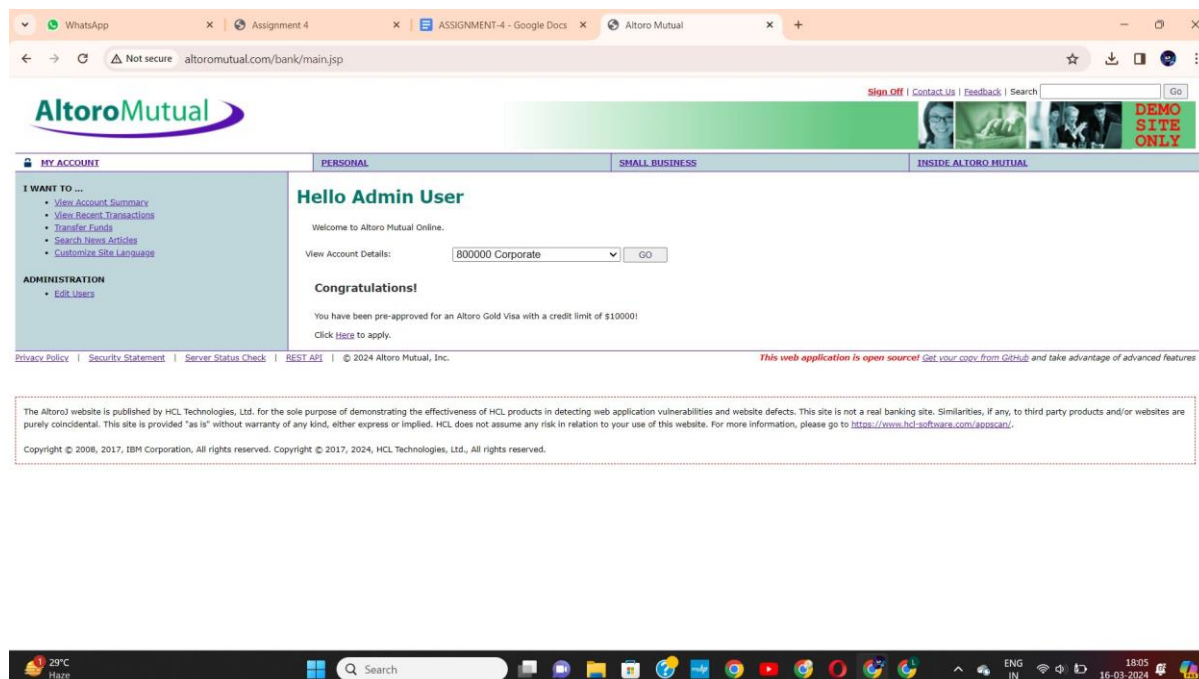 WhatsApp
Assignment 4
ASSIGNMENT-4 - Google Docs
Altoro Mutual
Not secure altoromutual.com/bank/main.jsp
Sign Off | Contact Us | Feedback | Search Go
AltoroMutual
DEMO
SITE
ONLY
MY ACCOUNT PERSONAL SMALL BUSINESS INSIDE ALTORO MUTUAL
I WANT TO ...
View Account Summary
View Recent Transactions
Transfer Funds
Search News Articles
Customize Site Language
ADMINISTRATION
Edit Users
Hello Admin User
Welcome to Altoro Mutual Online.
View Account Details: 800000 Corporate GO
Congratulations!
You have been pre-approved for an Altoro Gold Visa with a credit limit of $10000!
Click Here to apply.
Privacy Policy | Security Statement | Server Status Check | REST API | © 2024 Altoro Mutual, Inc. This web application is open source! Get your copy from GitHub and take advantage of advanced features
The AltoroJ website is published by HCL Technologies, Ltd. for the sole purpose of demonstrating the effectiveness of HCL products in detecting web application vulnerabilities and website defects. This site is not a real banking site. Similarities, if any, to third party products and/or websites are
purely coincidental. This site is provided "as is" without warranty of any kind, either express or implied. HCL does not assume any risk in relation to your use of this website. For more information, please go to https://www.hcl-software.com/appscan/.
Copyright © 2008, 2017, IBM Corporation, All rights reserved. Copyright © 2017, 2024, HCL Technologies, Ltd., All rights reserved.
1
29°C
Haze
Search
ENG
IN
18:05
16-03-2024